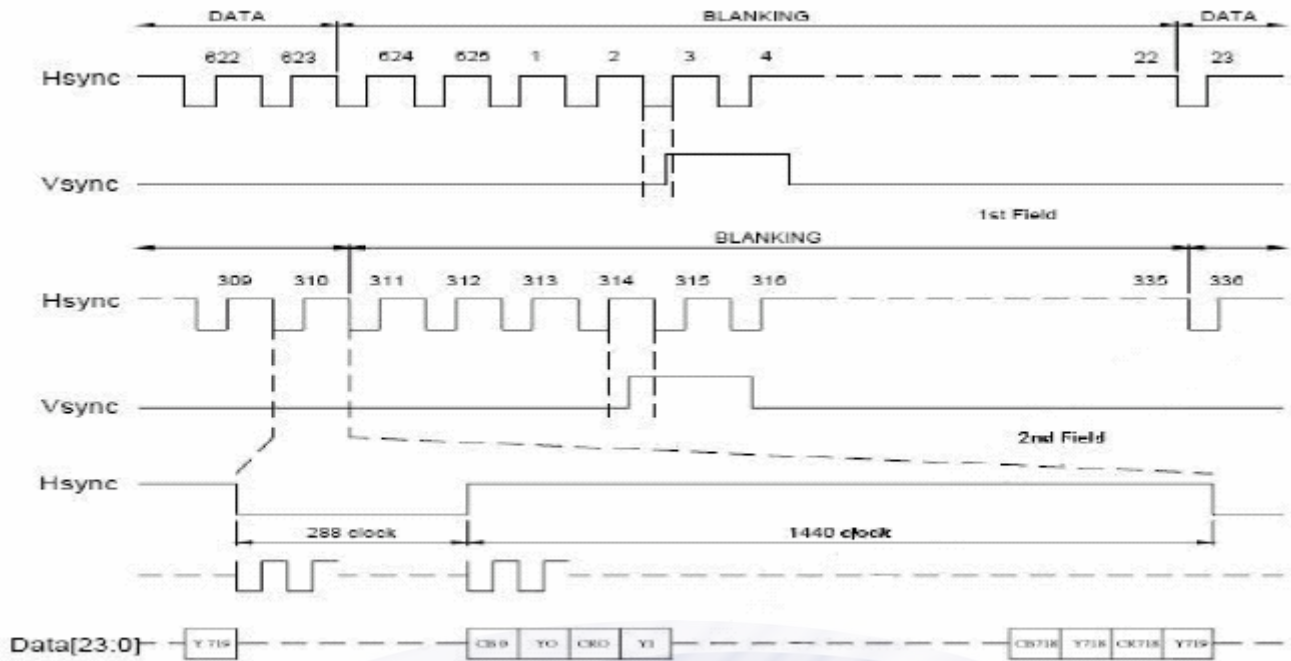 DATA BLANKING DATA
622 623 624 625 1 2 3 4 22 23
Hsync
Vsync
1st Field
BLANKING
309 310 311 312 313 314 315 316 335 336
Hsync
Vsync
2nd Field
Hsync
288 clock 1440 clock
Data[23:0] Y 719 CB0 Y0 CR0 Y1 CB718 Y718 CR718 Y719